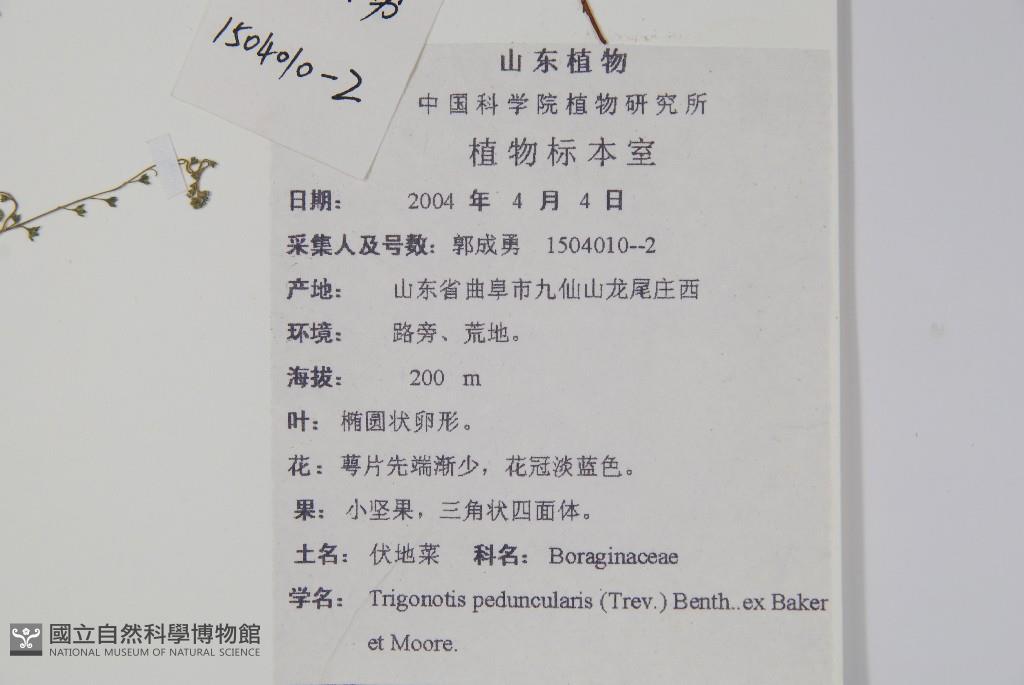 1504010-2
山东植物
中国科学院植物研究所
植物标本室
日期： 2004 年 4 月 4 日
采集人及号数：郭成勇 1504010--2
产地： 山东省曲阜市九仙山龙尾庄西
环境： 路旁、荒地。
海拔： 200 m
叶：椭圆状卵形。
花：萼片先端渐少，花冠淡蓝色。
果：小坚果，三角状四面体。
土名：伏地菜 科名：Boraginaceae
学名： Trigonotis peduncularis (Trev.) Benth..ex Baker
et Moore.
國立自然科學博物館
NATIONAL MUSEUM OF NATURAL SCIENCE